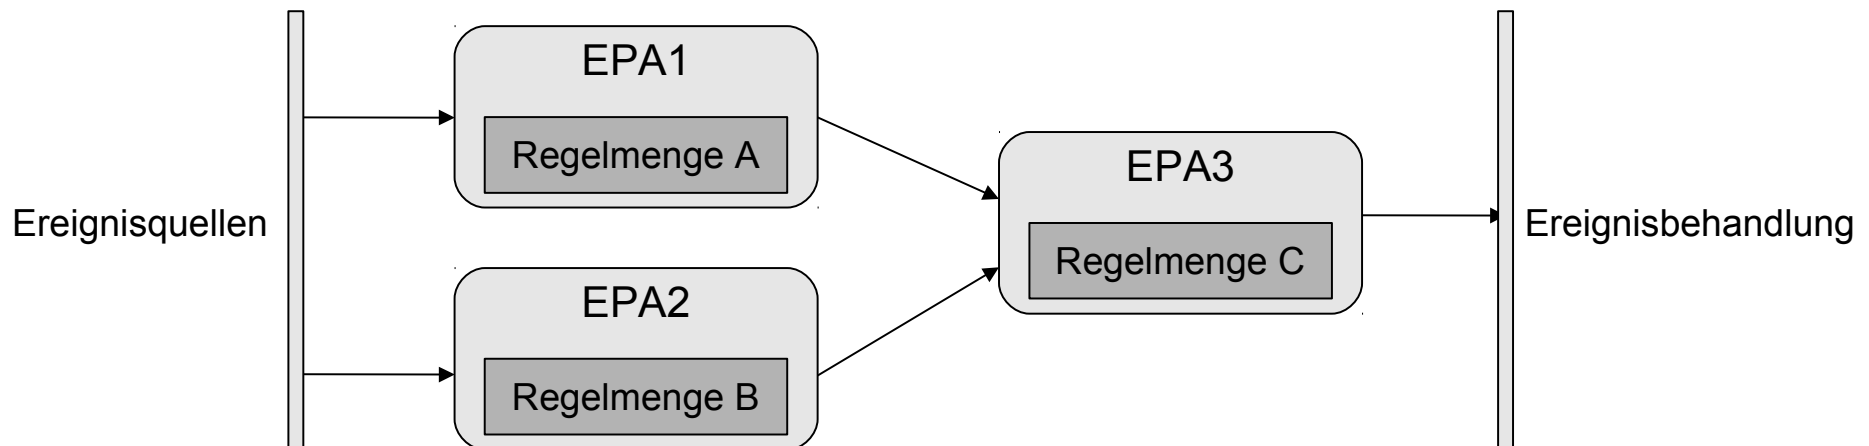 EPA1
Regelmenge A
EPA3
Regelmenge C
Ereignisquellen
Ereignisbehandlung
EPA2
Regelmenge B